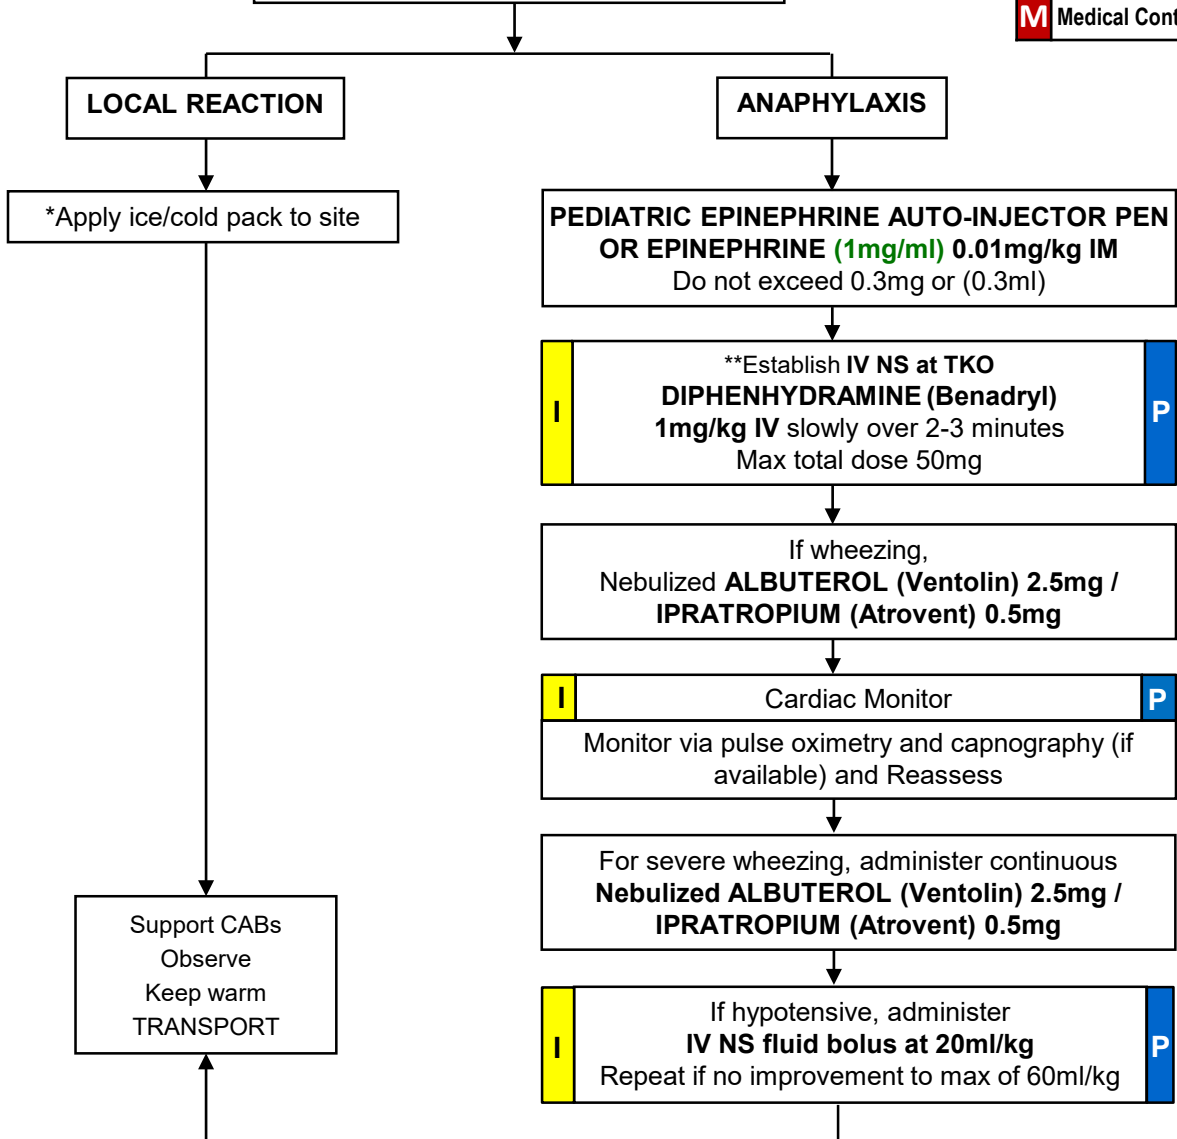 M Medical Cont
LOCAL REACTION
ANAPHYLAXIS
*Apply ice/cold pack to site
PEDIATRIC EPINEPHRINE AUTO-INJECTOR PEN
OR EPINEPHRINE (1mg/ml) 0.01mg/kg IM
Do not exceed 0.3mg or (0.3ml)
I
**Establish IV NS at TKO
DIPHENHYDRAMINE (Benadryl)
1mg/kg IV slowly over 2-3 minutes
Max total dose 50mg
P
If wheezing,
Nebulized ALBUTEROL (Ventolin) 2.5mg /
IPRATROPIUM (Atrovent) 0.5mg
I
Cardiac Monitor
P
Monitor via pulse oximetry and capnography (if
available) and Reassess
For severe wheezing, administer continuous
Nebulized ALBUTEROL (Ventolin) 2.5mg /
IPRATROPIUM (Atrovent) 0.5mg
Support CABs
Observe
Keep warm
TRANSPORT
I
If hypotensive, administer
IV NS fluid bolus at 20ml/kg
Repeat if no improvement to max of 60ml/kg
P